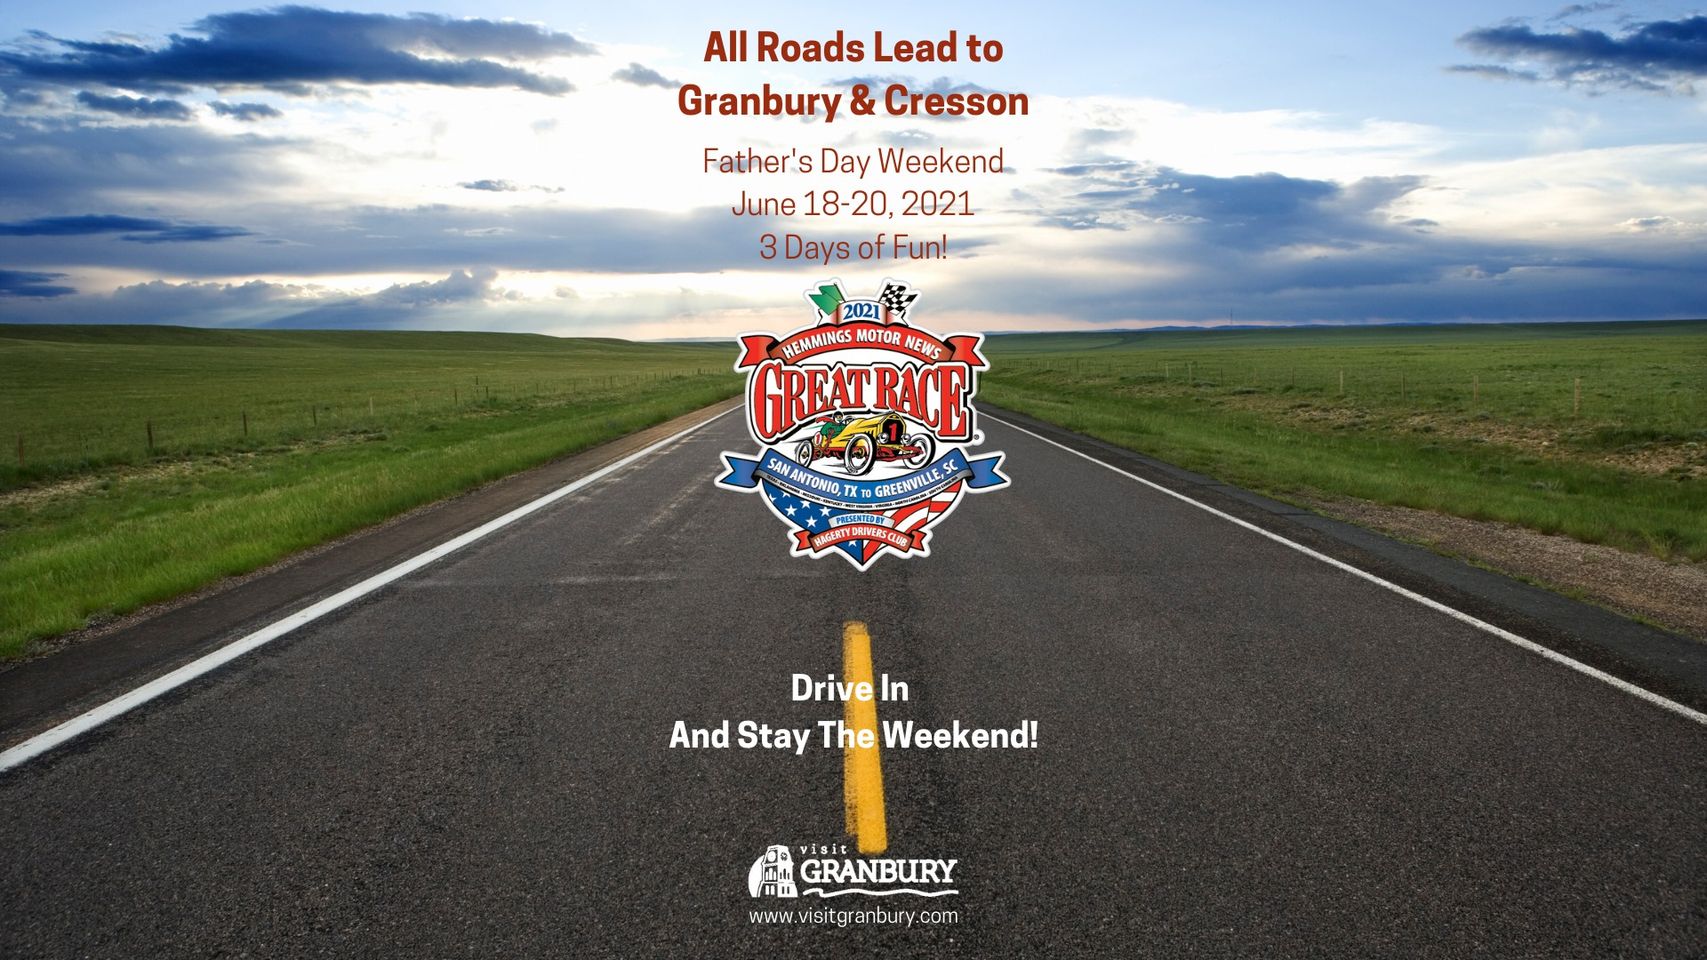 All Roads Lead to
Granbury & Cresson
Father's Day Weekend
June 18-20, 2021
3 Days of Fun!
2021
HEMMINGS MOTOR NEWS
GREAT RACE
1
SAN ANTONIO, TX TO GREENVILLE, SC
PRESENTED BY
HAGERTY DRIVERS CLUB
Drive In
And Stay The Weekend!
visit
GRANBURY
www.visitgranbury.com